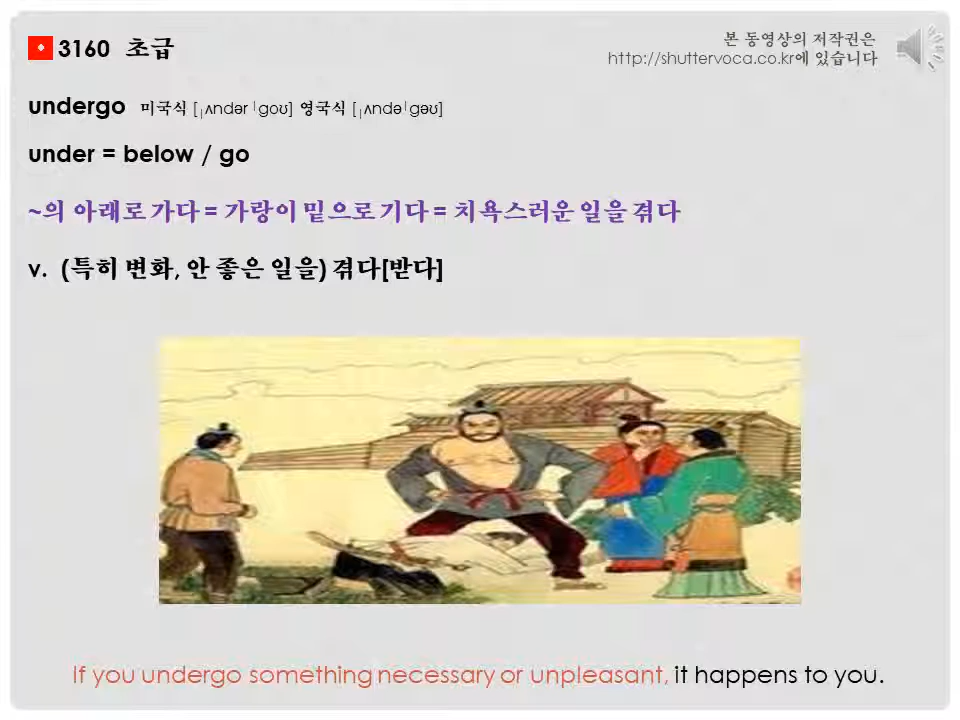 3160 초급
본 동영상의 저작권은
http://shuttervoca.co.kr에 있습니다
undergo 미국식 [ˌʌndərˈgoʊ] 영국식 [ˌʌndəˈgəʊ]
under = below / go
~의 아래로 가다 = 가랑이 밑으로 기다 = 치욕스러운 일을 겪다
v. (특히 변화, 안 좋은 일을) 겪다[받다]
If you undergo something necessary or unpleasant, it happens to you.